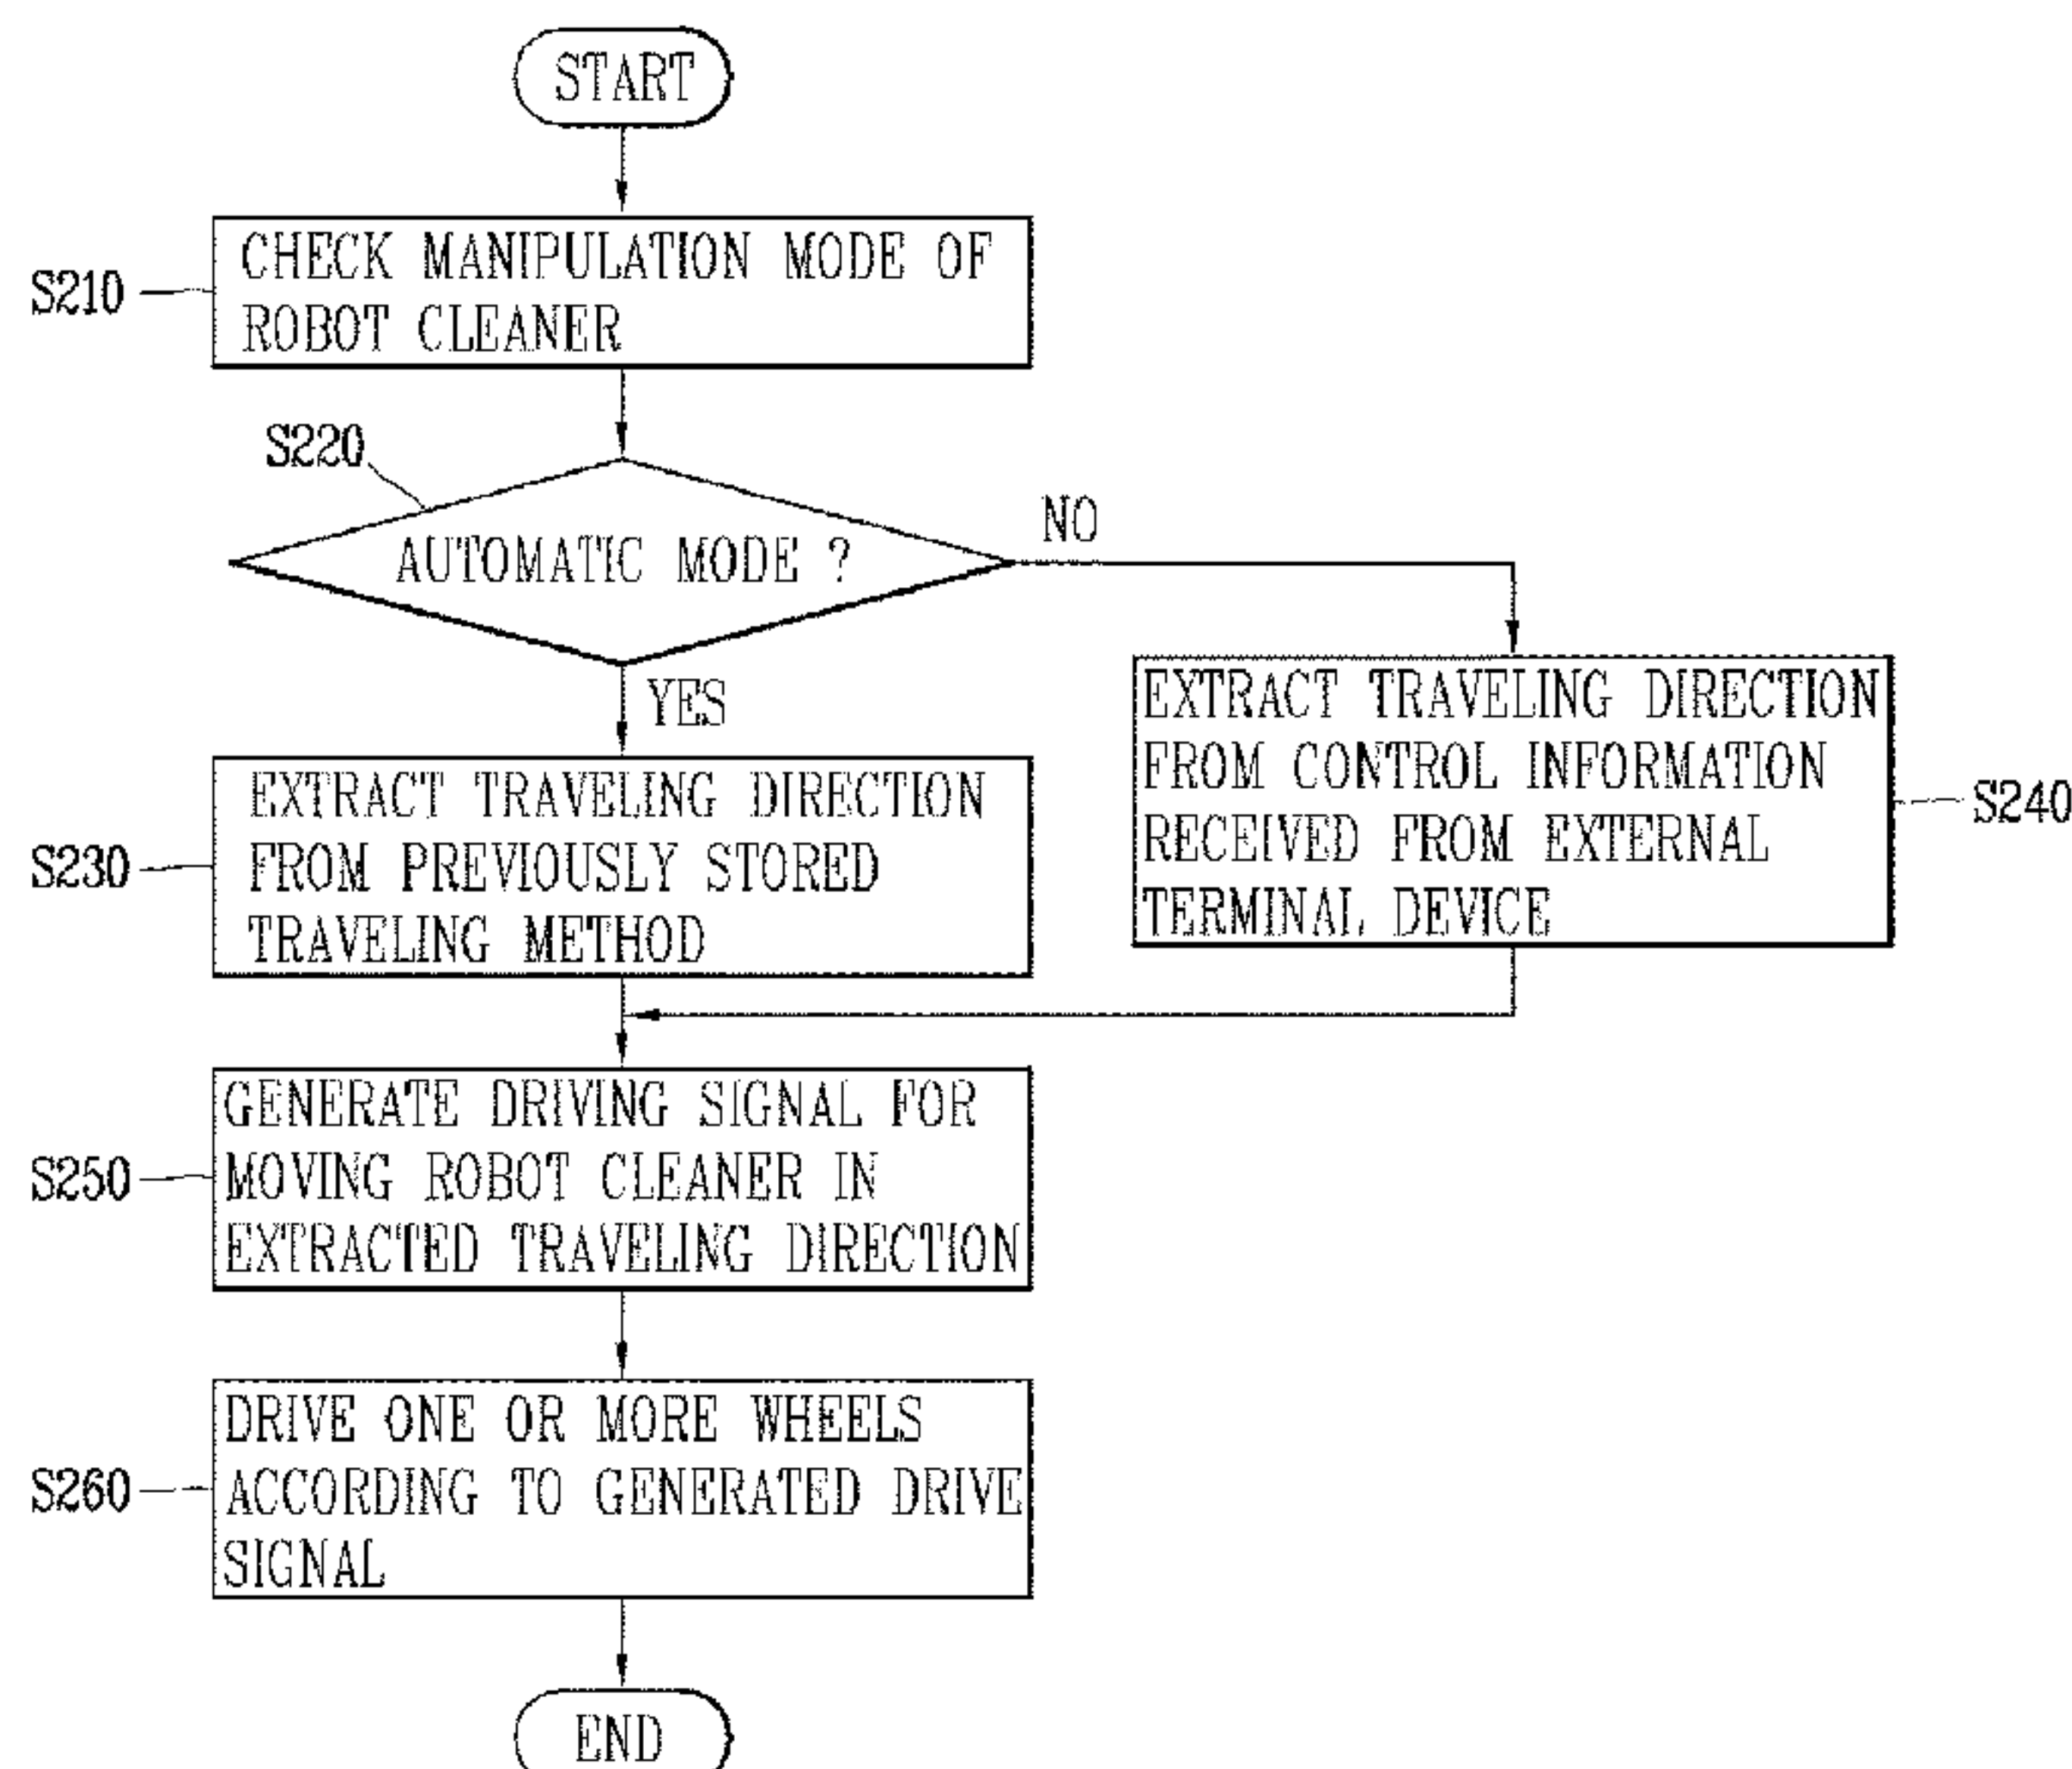 START
S210
CHECK MANIPULATION MODE OF
ROBOT CLEANER
S220
AUTOMATIC MODE ?
NO
YES
S230
EXTRACT TRAVELING DIRECTION
FROM PREVIOUSLY STORED
TRAVELING METHOD
EXTRACT TRAVELING DIRECTION
FROM CONTROL INFORMATION
RECEIVED FROM EXTERNAL
TERMINAL DEVICE
S240
S250
GENERATE DRIVING SIGNAL FOR
MOVING ROBOT CLEANER IN
EXTRACTED TRAVELING DIRECTION
S260
DRIVE ONE OR MORE WHEELS
ACCORDING TO GENERATED DRIVE
SIGNAL
END